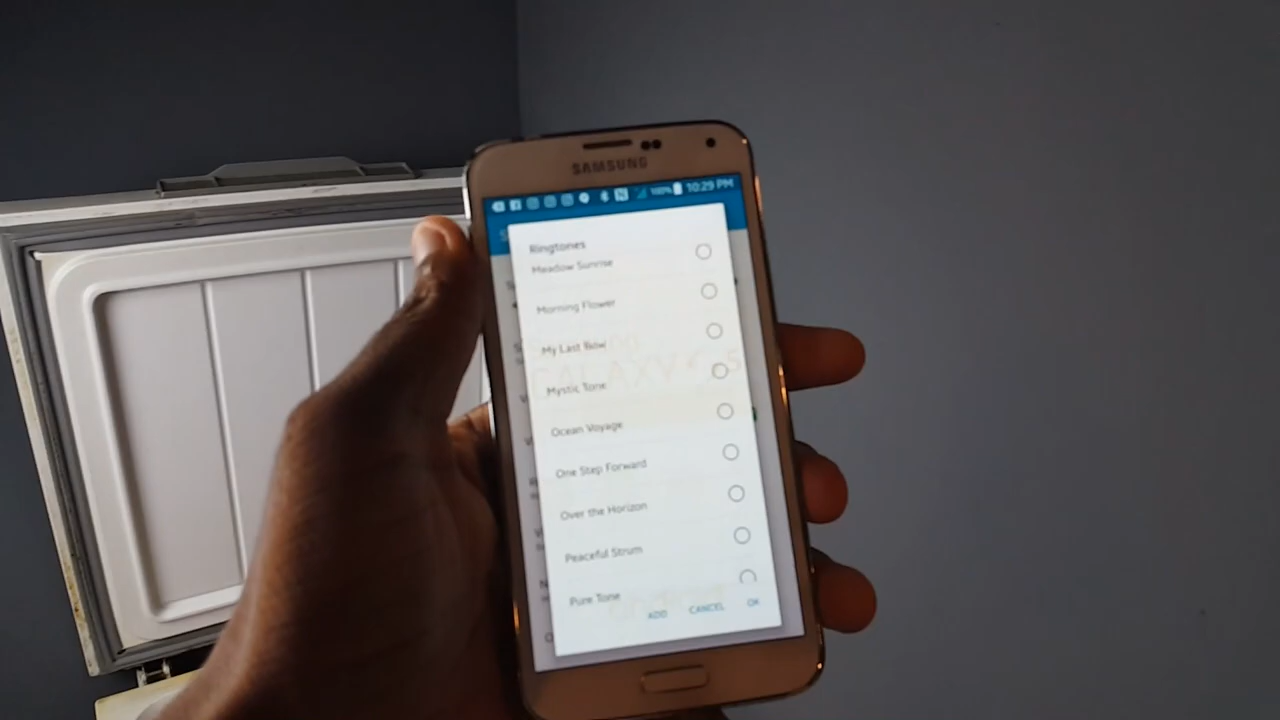 SAMSUNG
100% 10:29 PM
Ringtones
Meadow Sunrise
Morning Flower
My Last Bow
Mystic Tone
Ocean Voyage
One Step Forward
Over the Horizon
Peaceful Strum
Pure Tone
ADD CANCEL OK